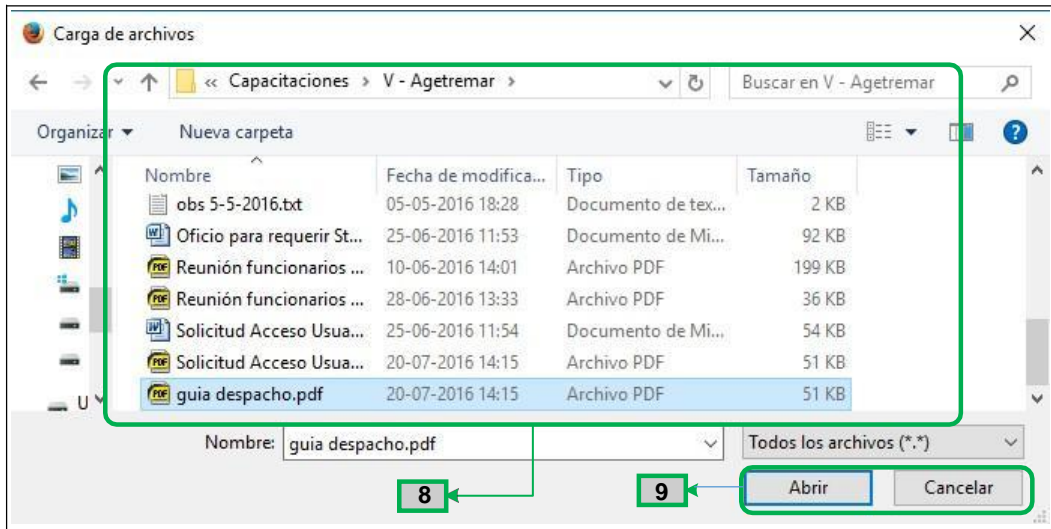 Carga de archivos
« Capacitaciones > V - Agetremar > Buscar en V - Agetremar
Organizar Nueva carpeta
Nombre Fecha de modifica... Tipo Tamaño
obs 5-5-2016.txt 05-05-2016 18:28 Documento de tex... 2 KB
Oficio para requerir St... 25-06-2016 11:53 Documento de Mi... 92 KB
Reunión funcionarios ... 10-06-2016 14:01 Archivo PDF 199 KB
Reunión funcionarios ... 28-06-2016 13:33 Archivo PDF 36 KB
Solicitud Acceso Usua... 25-06-2016 11:54 Documento de Mi... 54 KB
Solicitud Acceso Usua... 20-07-2016 14:15 Archivo PDF 51 KB
U guia despacho.pdf 20-07-2016 14:15 Archivo PDF 51 KB
Nombre: guia despacho.pdf Todos los archivos (*.*)
8 9 Abrir Cancelar